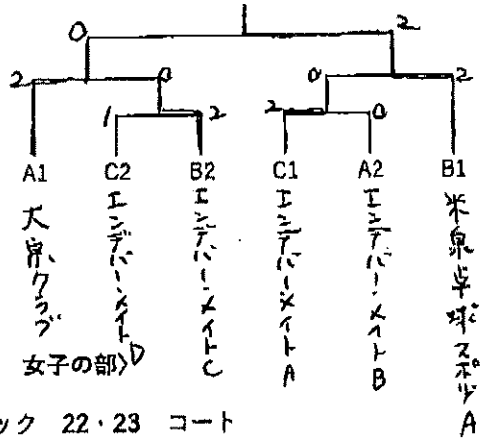 0 2
2 0 0 2
1 2 2 0
A1 C2 B2 C1 A2 B1
大泉クラブ
エンデバーメイトD
エンデバーメイトC
エンデバーメイトA
エンデバーメイトB
米泉卓球スポ少A
女子の部〉
ック 22・23 コート